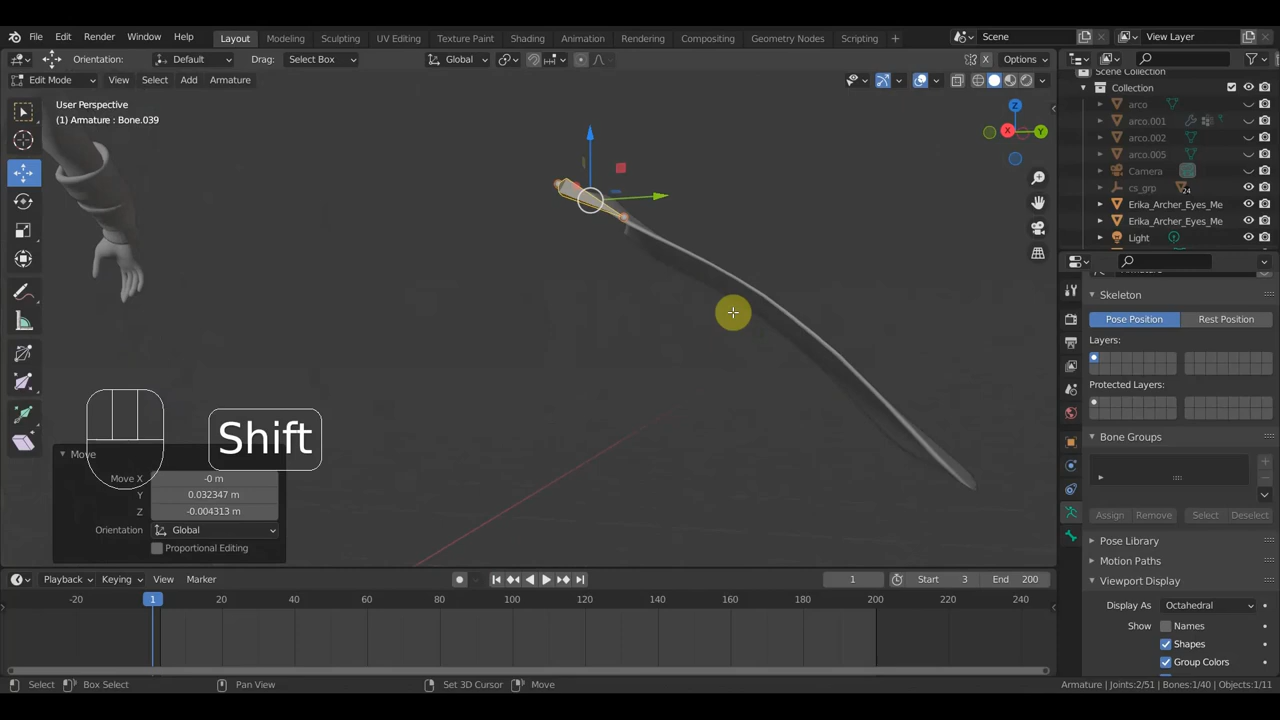 File Edit Render Window Help Layout Modeling Sculpting UV Editing Texture Paint Shading Animation Rendering Compositing Geometry Nodes Scripting + Scene View Layer
Orientation: Default Drag: Select Box Global X Options
Edit Mode View Select Add Armature
User Perspective
(1) Armature : Bone.039
Z
X
Y
Scene Collection
Collection
arco
arco.001
arco.002
arco.005
Camera
cs_grp 24
Erika_Archer_Eyes_Me
Erika_Archer_Eyes_Me
Light
Skeleton
Pose Position Rest Position
Layers:
Protected Layers:
Bone Groups
Assign Remove Select Deselect
Pose Library
Motion Paths
Viewport Display
Display As Octahedral
Show Names
Shapes
Group Colors
Shift
Move
Move X -0 m
Y 0.032347 m
Z -0.004313 m
Orientation Global
Proportional Editing
Playback Keying View Marker 1 Start 3 End 200
-20 1 20 40 60 80 100 120 140 160 180 200 220 240
Select Box Select Pan View Set 3D Cursor Move Armature | Joints:2/51 | Bones:1/40 | Objects:1/11